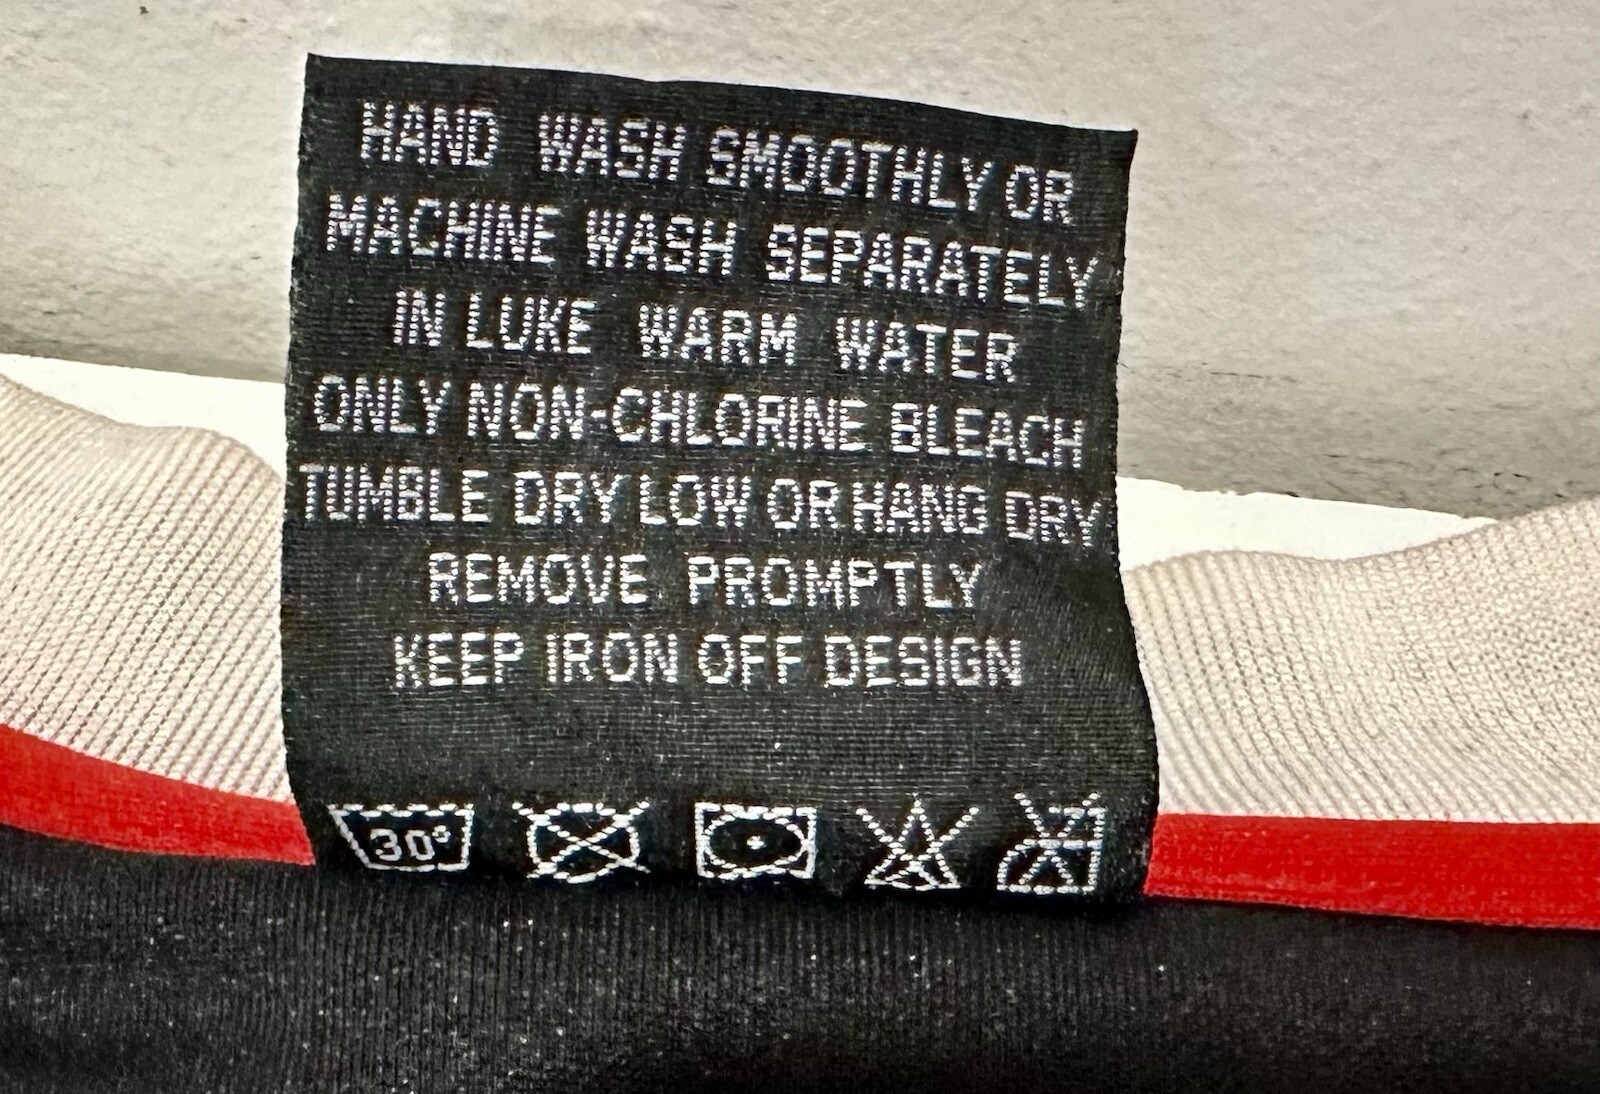 HAND WASH SMOOTHLY OR
MACHINE WASH SEPARATELY
IN LUKE WARM WATER
ONLY NON-CHLORINE BLEACH
TUMBLE DRY LOW OR HANG DRY
REMOVE PROMPTLY
KEEP IRON OFF DESIGN
30°